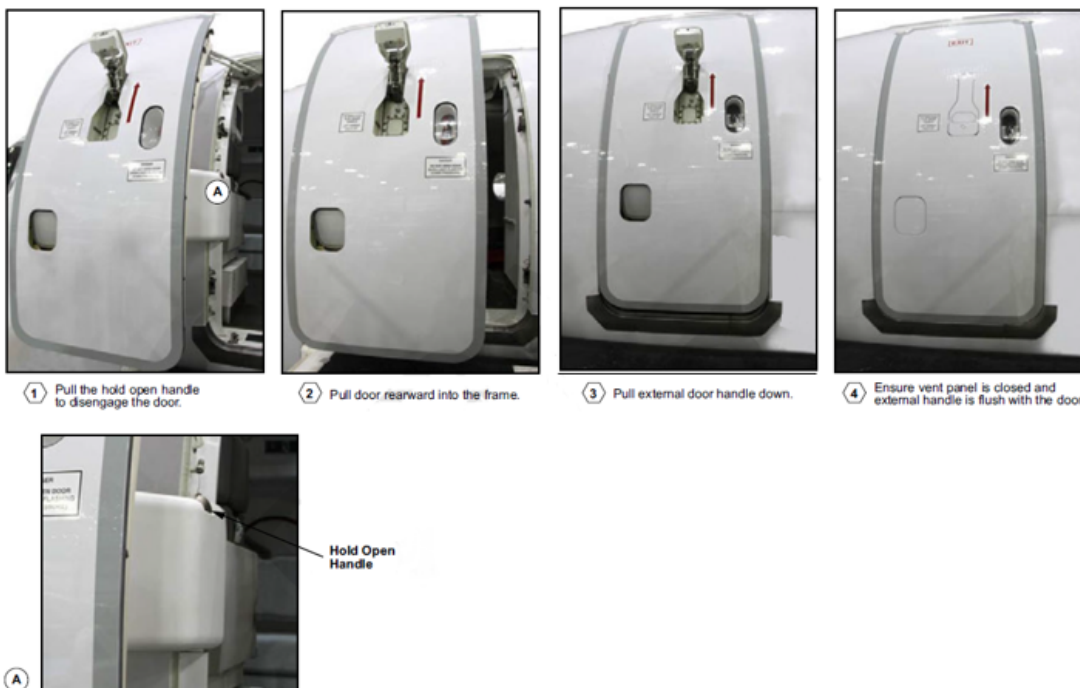 [EXIT]
A
1 Pull the hold open handle
to disengage the door.
2 Pull door rearward into the frame.
3 Pull external door handle down.
4 Ensure vent panel is closed and
external handle is flush with the door
Hold Open
Handle
A